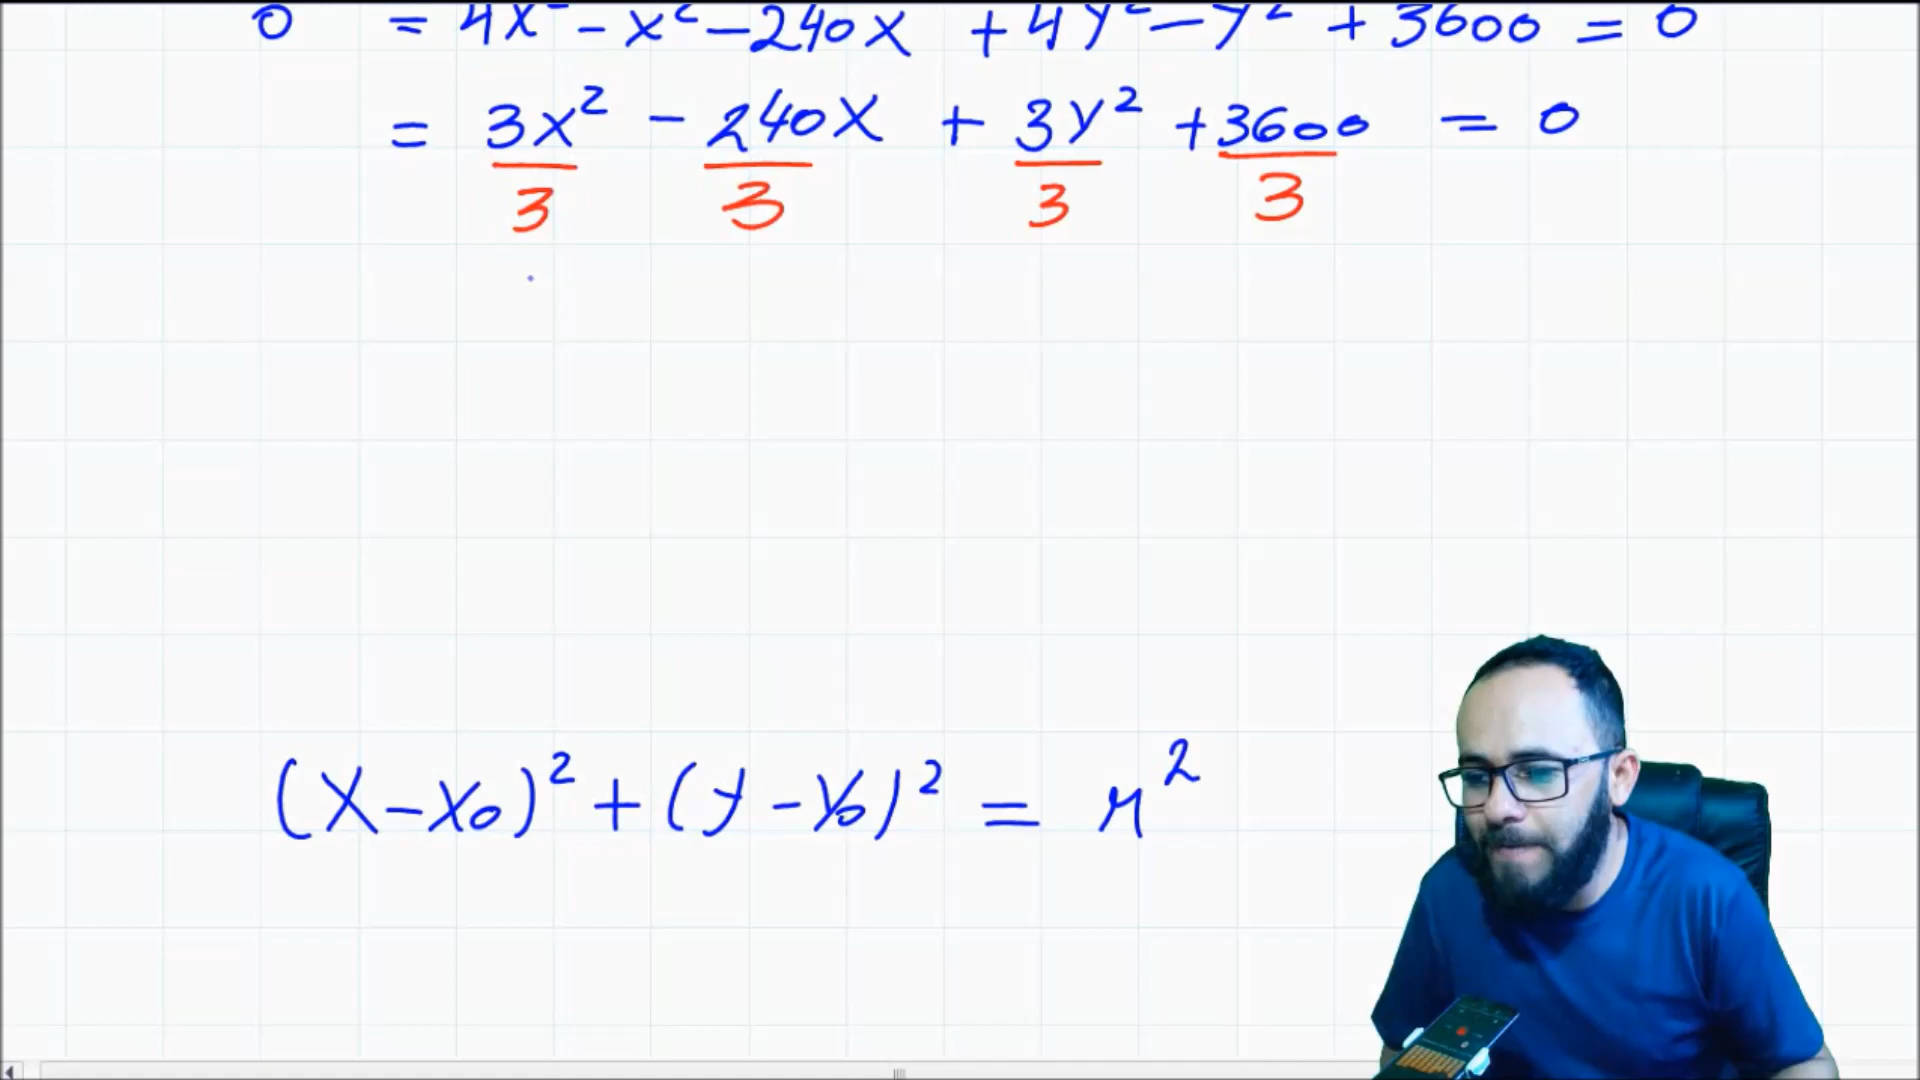 0 = 4x² - x² - 240x + 4y² - y² + 3600 = 0
= 3x² - 240x + 3y² + 3600 = 0
3 3 3 3
(x-x₀)² + (y-y₀)² = r²